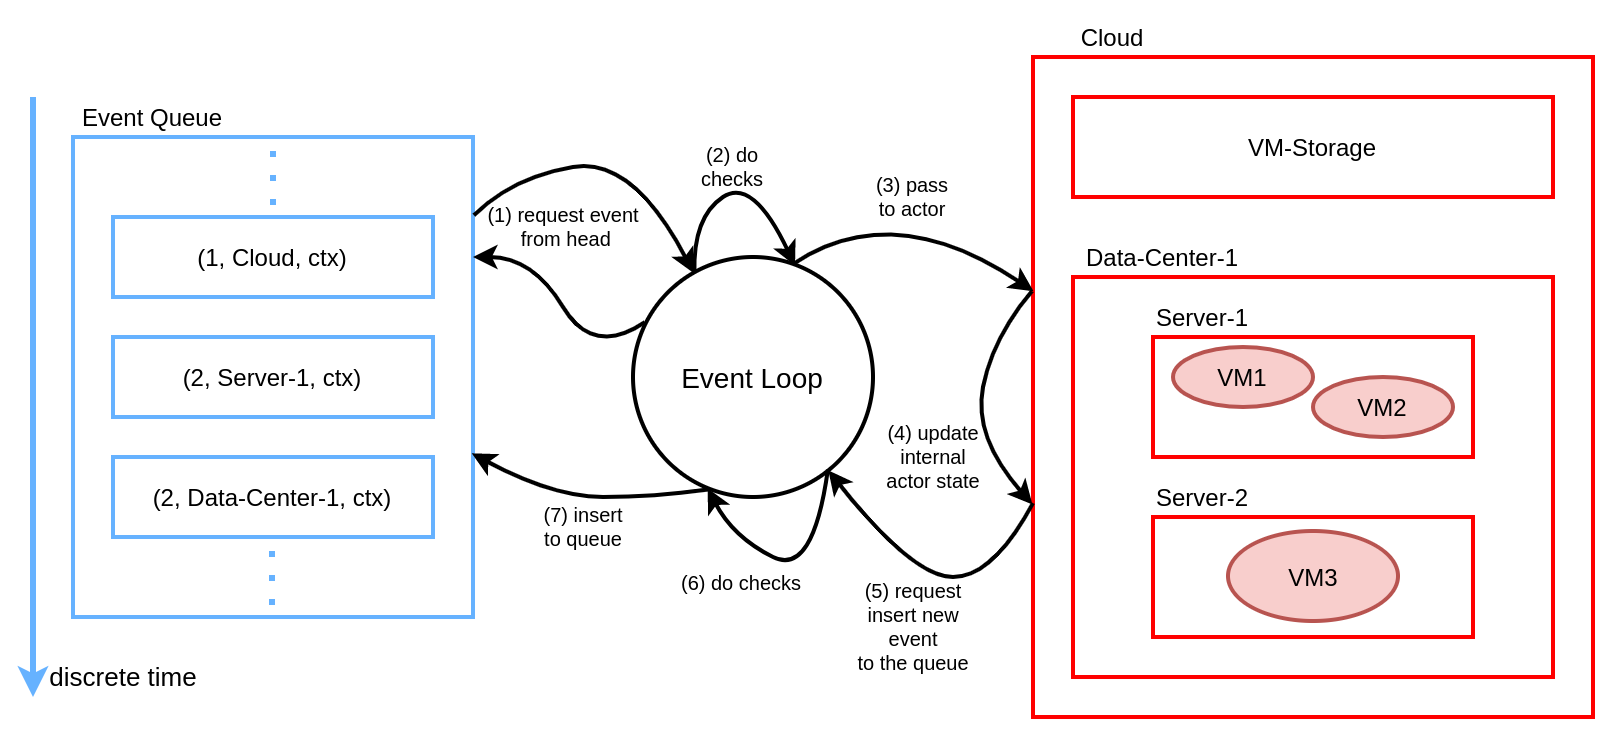 Cloud
Event Queue
VM-Storage
(2) do
checks
(3) pass
to actor
(1) request event
from head
(1, Cloud, ctx)
Data-Center-1
Server-1
VM1
VM2
(2, Server-1, ctx)
Event Loop
(4) update
internal
actor state
(2, Data-Center-1, ctx)
Server-2
(7) insert
to queue
VM3
(6) do checks
(5) request
insert new
event
to the queue
discrete time